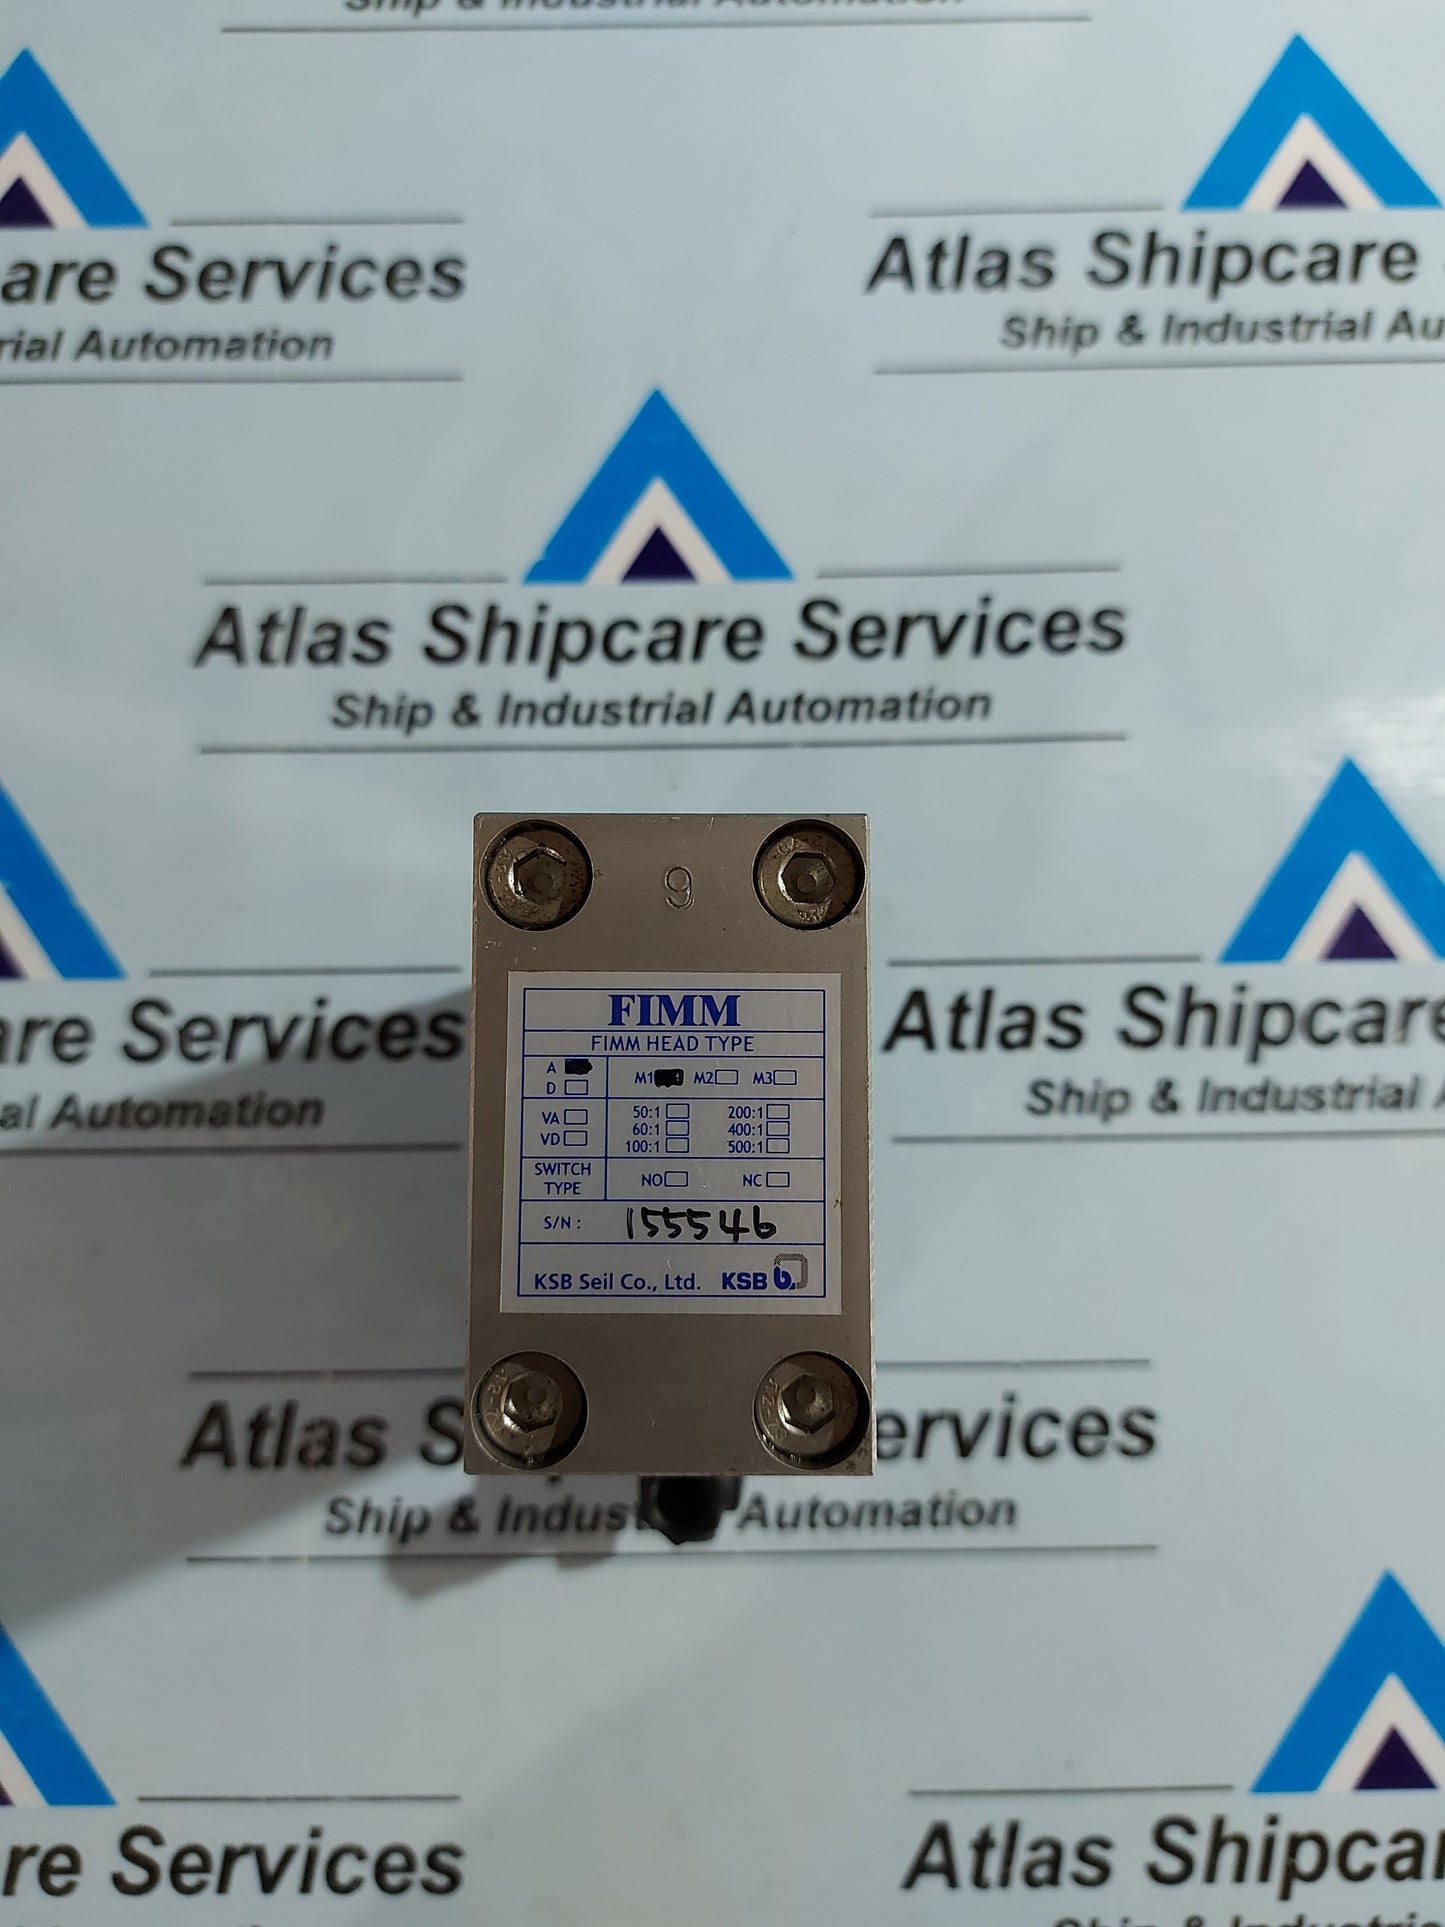 Ship & Industrial Automation
are Services
rial Automation
Atlas Shipcare
Ship & Industrial Au
Atlas Shipcare Services
Ship & Industrial Automation
are Services
al Automation
Atlas Shipcare
Ship & Industrial A
9
FIMM
FIMM HEAD TYPE
A
D
M1 M2 M3
VA
VD
50:1 200:1
60:1 400:1
100:1 500:1
SWITCH TYPE
NO NC
S/N: 155546
KSB Seil Co., Ltd. KSB
Atlas S ervices
Ship & Indus Automation
re Services
Atlas Shipcar